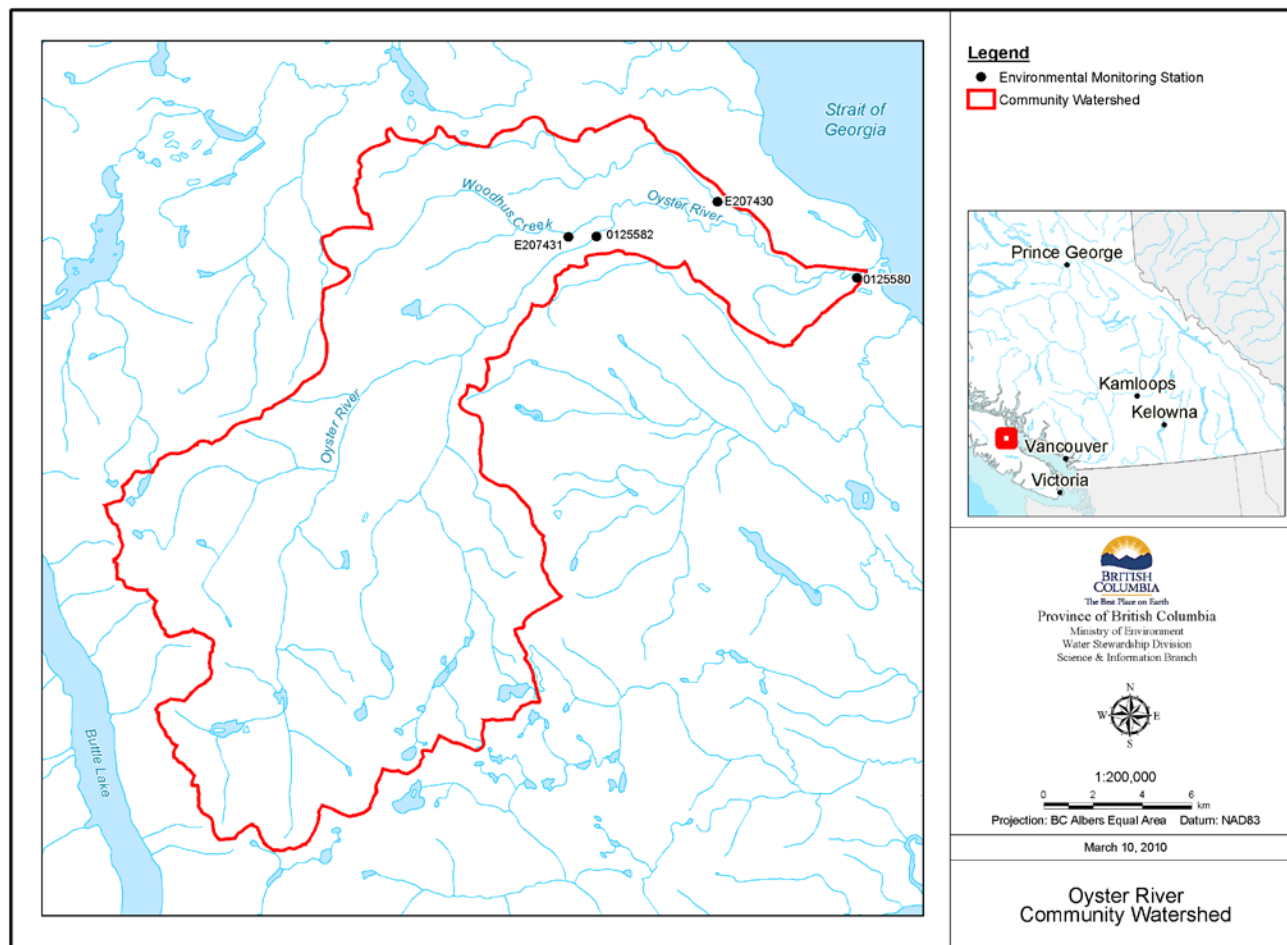 Strait of
Georgia
Woodhus Creek
Oyster River
E207430
E207431
0125582
0125580
Oyster River
Buttle Lake
Legend
Environmental Monitoring Station
Community Watershed
Prince George
Kamloops
Kelowna
Vancouver
Victoria
BRITISH
COLUMBIA
The Best Place on Earth
Province of British Columbia
Ministry of Environment
Water Stewardship Division
Science & Information Branch
N
W E
S
1:200,000
0 2 4 6
km
Projection: BC Albers Equal Area Datum: NAD83
March 10, 2010
Oyster River
Community Watershed